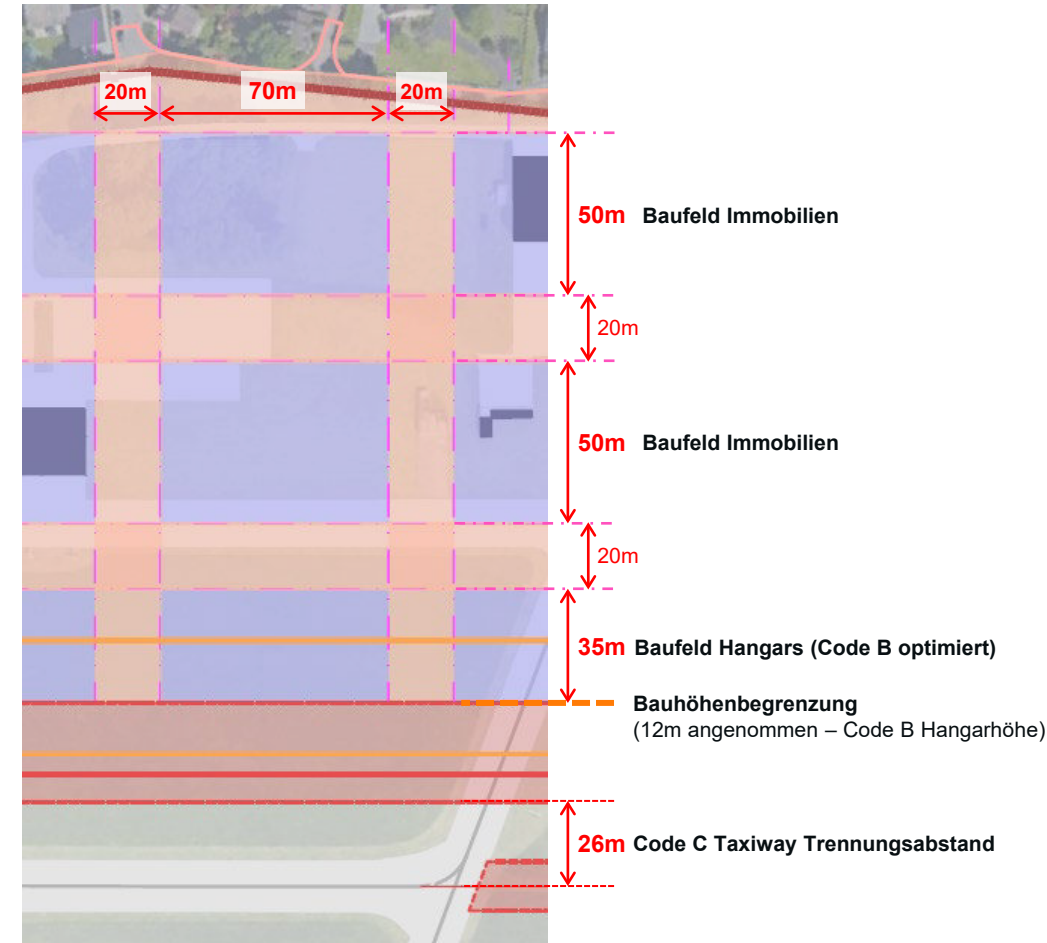 20m
70m
20m
50m Baufeld Immobilien
20m
50m Baufeld Immobilien
20m
35m Baufeld Hangars (Code B optimiert)
Bauhöhenbegrenzung
(12m angenommen – Code B Hangarhöhe)
26m Code C Taxiway Trennungsabstand